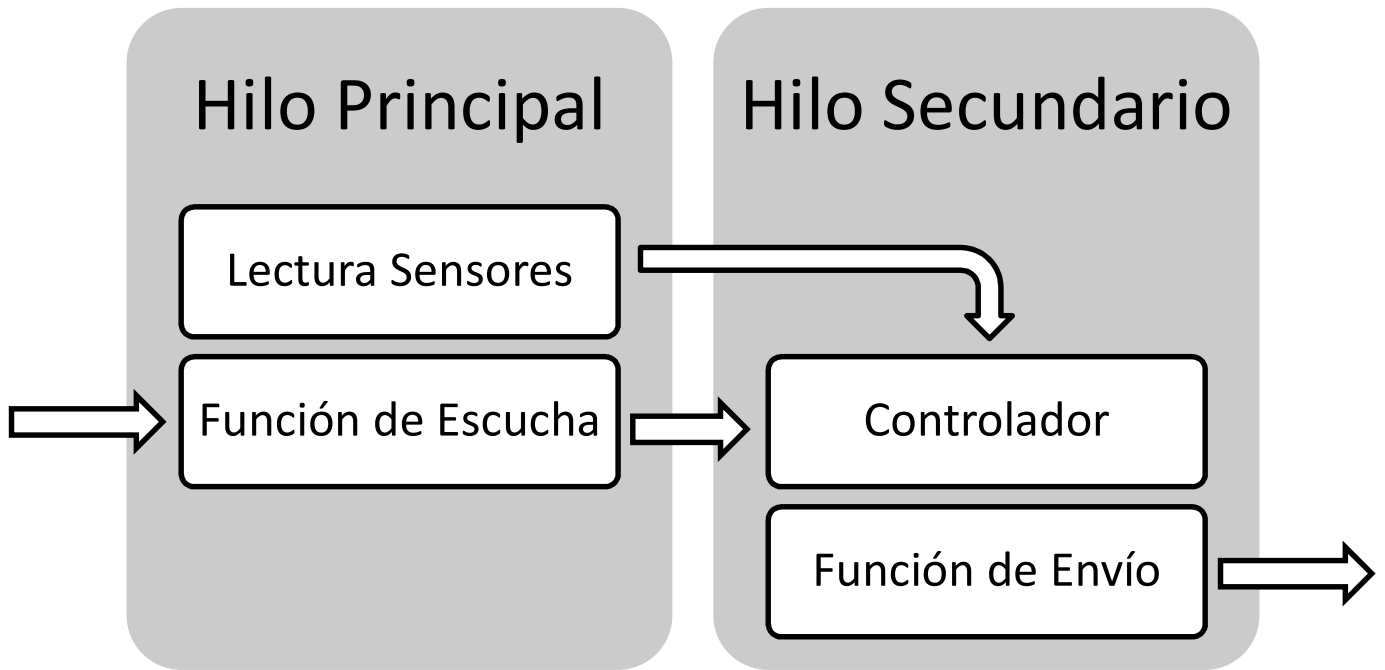 Hilo Principal
Lectura Sensores
Función de Escucha
Hilo Secundario
Controlador
Función de Envío